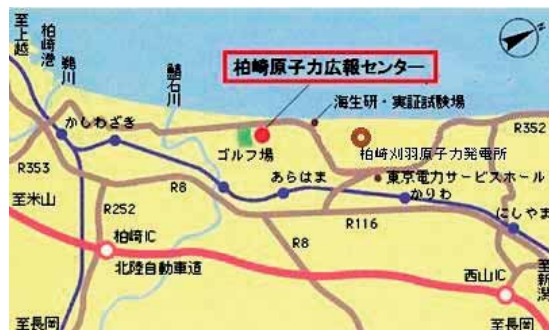 至上越
柏崎港
鵜川
鯖石川
柏崎原子力広報センター
海生研・実証試験場
R352
かしわざき
ゴルフ場
柏崎刈羽原子力発電所
R353
R8
あらはま
東京電力サービスホール
かりわ
至米山
R252
R116
にしやま
柏崎IC
R8
北陸自動車道
西山IC
至新潟
至長岡
至長岡